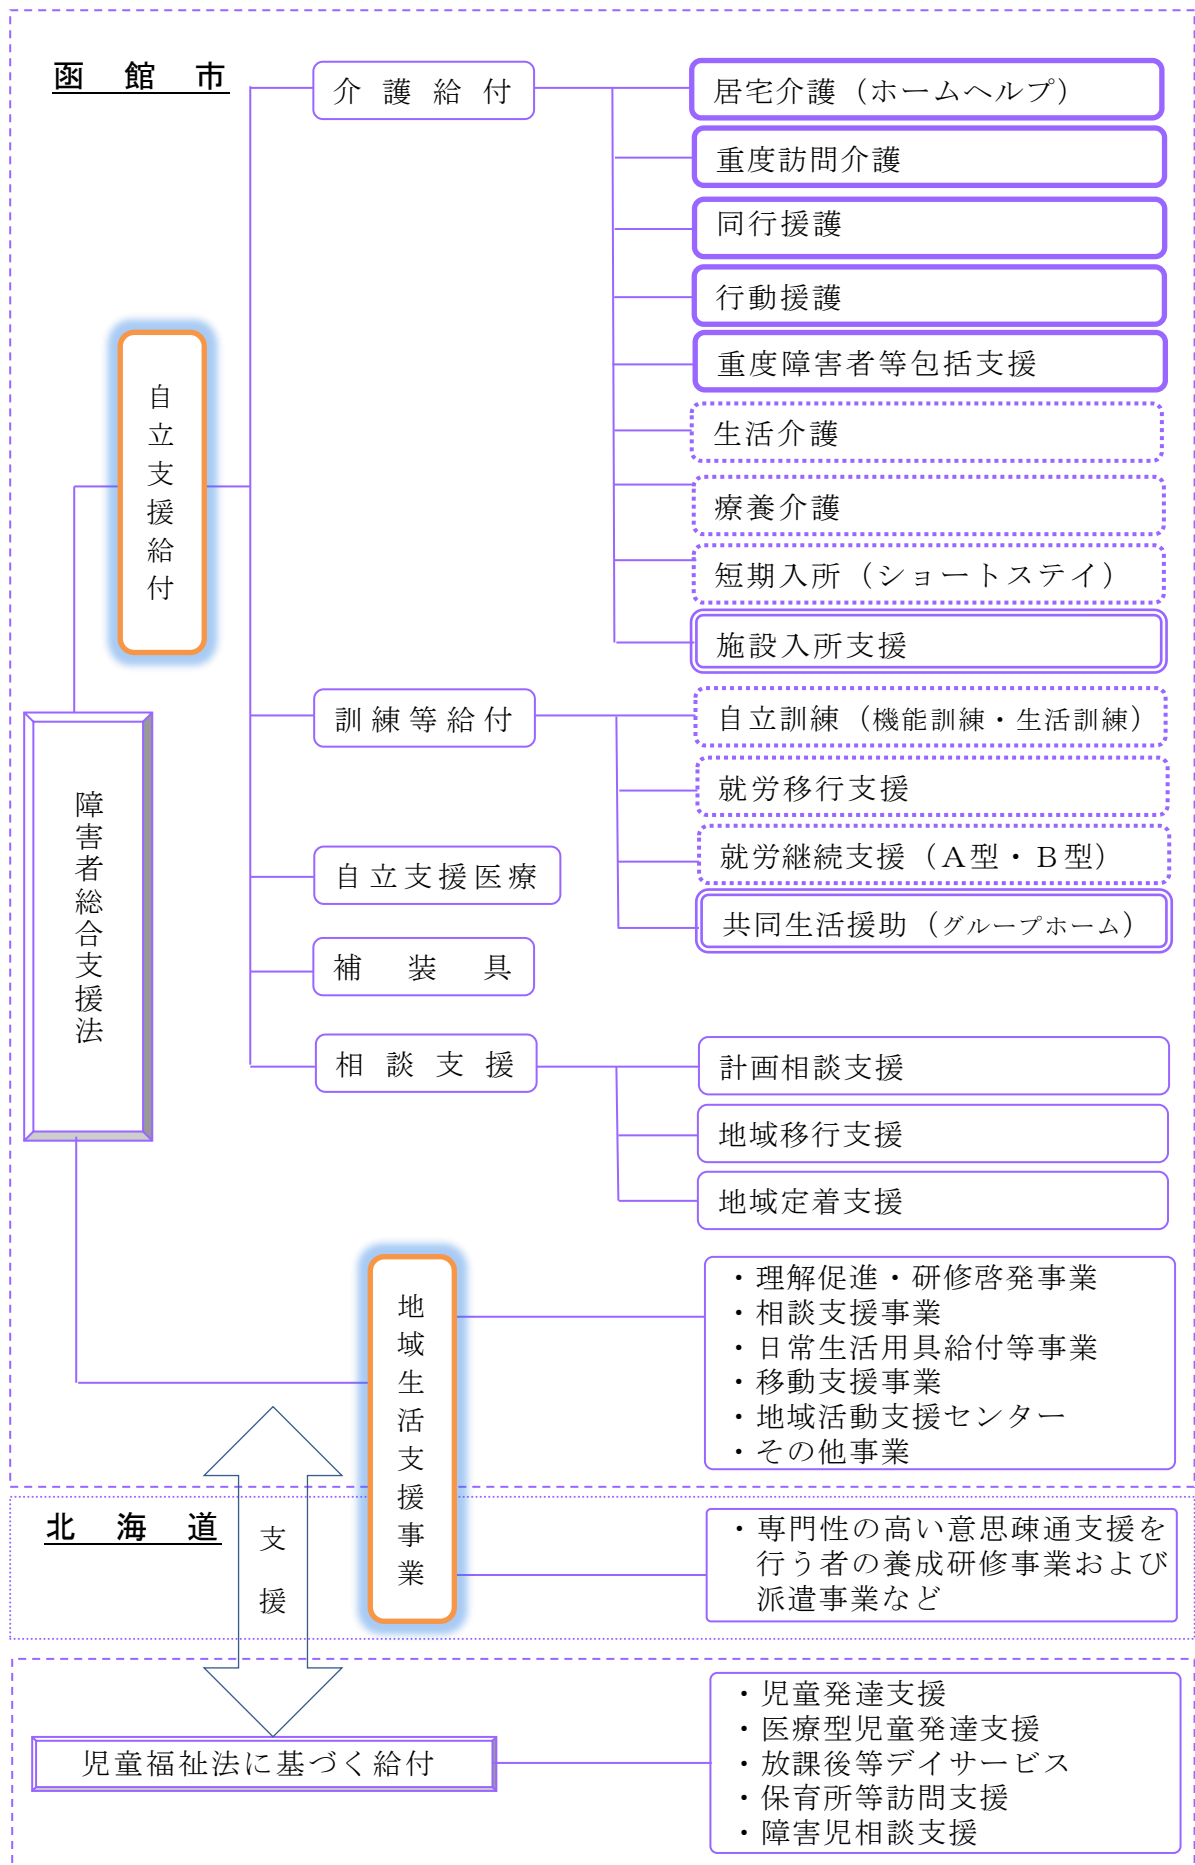 函館市
介護給付
居宅介護（ホームヘルプ）
重度訪問介護
同行援護
行動援護
重度障害者等包括支援
生活介護
療養介護
短期入所（ショートステイ）
施設入所支援
自立支援給付
訓練等給付
自立訓練（機能訓練・生活訓練）
就労移行支援
就労継続支援（Ａ型・Ｂ型）
共同生活援助（グループホーム）
障害者総合支援法
自立支援医療
補装具
相談支援
計画相談支援
地域移行支援
地域定着支援
地域生活支援事業
・理解促進・研修啓発事業
・相談支援事業
・日常生活用具給付等事業
・移動支援事業
・地域活動支援センター
・その他事業
北海道
支援
・専門性の高い意思疎通支援を
行う者の養成研修事業および
派遣事業など
児童福祉法に基づく給付
・児童発達支援
・医療型児童発達支援
・放課後等デイサービス
・保育所等訪問支援
・障害児相談支援